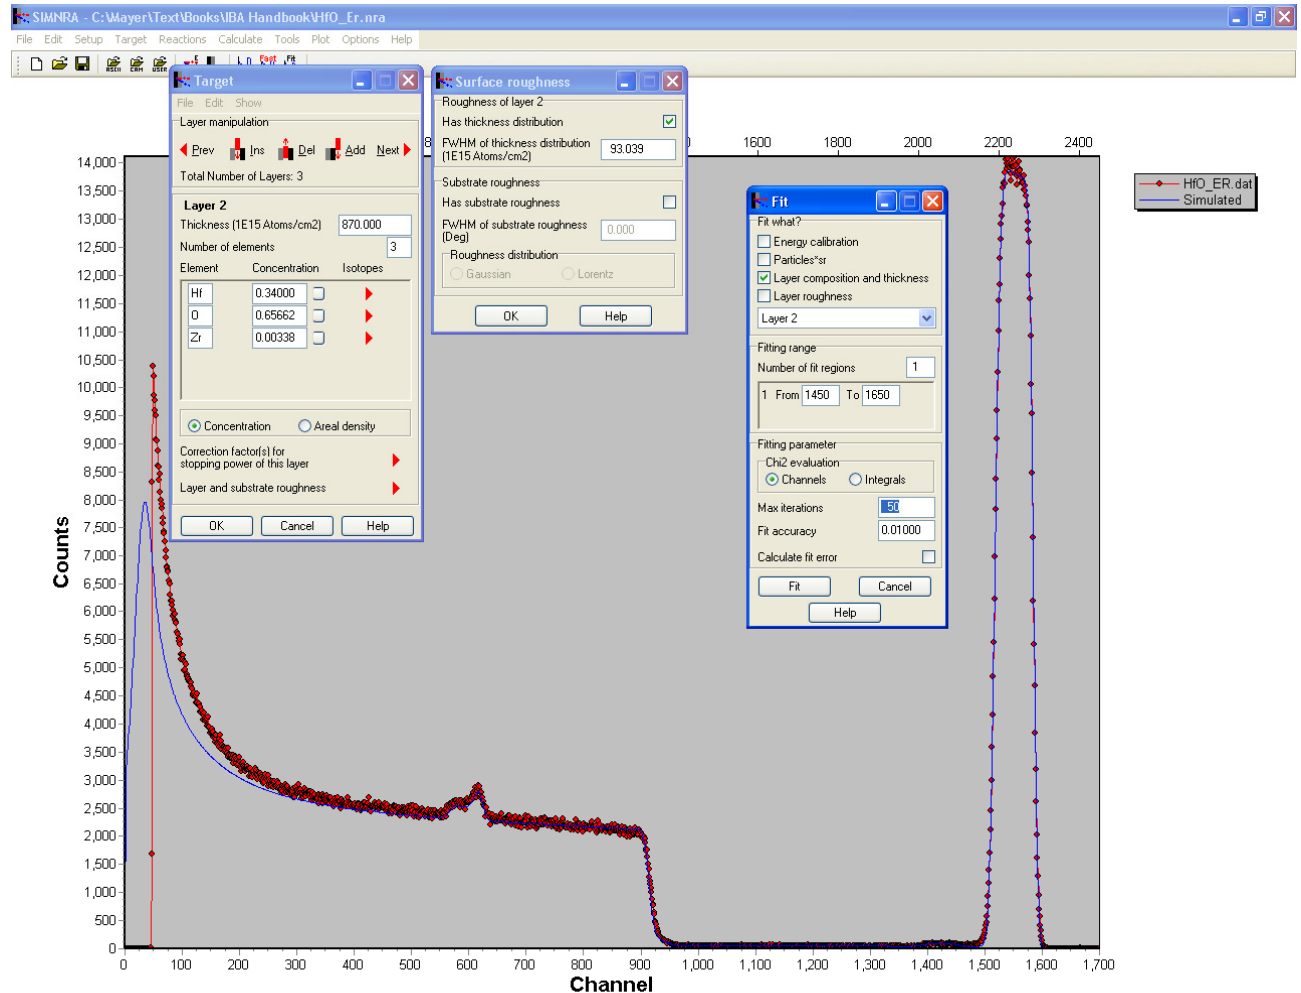 SIMNRA - C:\Mayer\Text\Books\IBA Handbook\HfO_Er.nra
File Edit Setup Target Reactions Calculate Tools Plot Options Help
ASCII CAM USER Fast Fit
Target
File Edit Show
Layer manipulation
Prev Ins Del Add Next
Total Number of Layers: 3
Layer 2
Thickness (1E15 Atoms/cm2) 870.000
Number of elements 3
Element Concentration Isotopes
Hf 0.34000
O 0.65662
Zr 0.00338
Concentration Areal density
Correction factor(s) for
stopping power of this layer
Layer and substrate roughness
OK Cancel Help
Surface roughness
Roughness of layer 2
Has thickness distribution
FWHM of thickness distribution
(1E15 Atoms/cm2) 93.039
Substrate roughness
Has substrate roughness
FWHM of substrate roughness
(Deg) 0.000
Roughness distribution
Gaussian Lorentz
OK Help
Fit
Fit what?
Energy calibration
Particles*sr
Layer composition and thickness
Layer roughness
Layer 2
Fitting range
Number of fit regions 1
1 From 1450 To 1650
Fitting parameter
Chi2 evaluation
Channels Integrals
Max iterations 50
Fit accuracy 0.01000
Calculate fit error
Fit Cancel
Help
HfO_ER.dat
Simulated
1400 1600 1800 2000 2200 2400
14,000
13,500
13,000
12,500
12,000
11,500
11,000
10,500
10,000
9,500
9,000
8,500
8,000
7,500
7,000
6,500
6,000
5,500
5,000
4,500
4,000
3,500
3,000
2,500
2,000
1,500
1,000
500
0
Counts
0 100 200 300 400 500 600 700 800 900 1,000 1,100 1,200 1,300 1,400 1,500 1,600 1,700
Channel